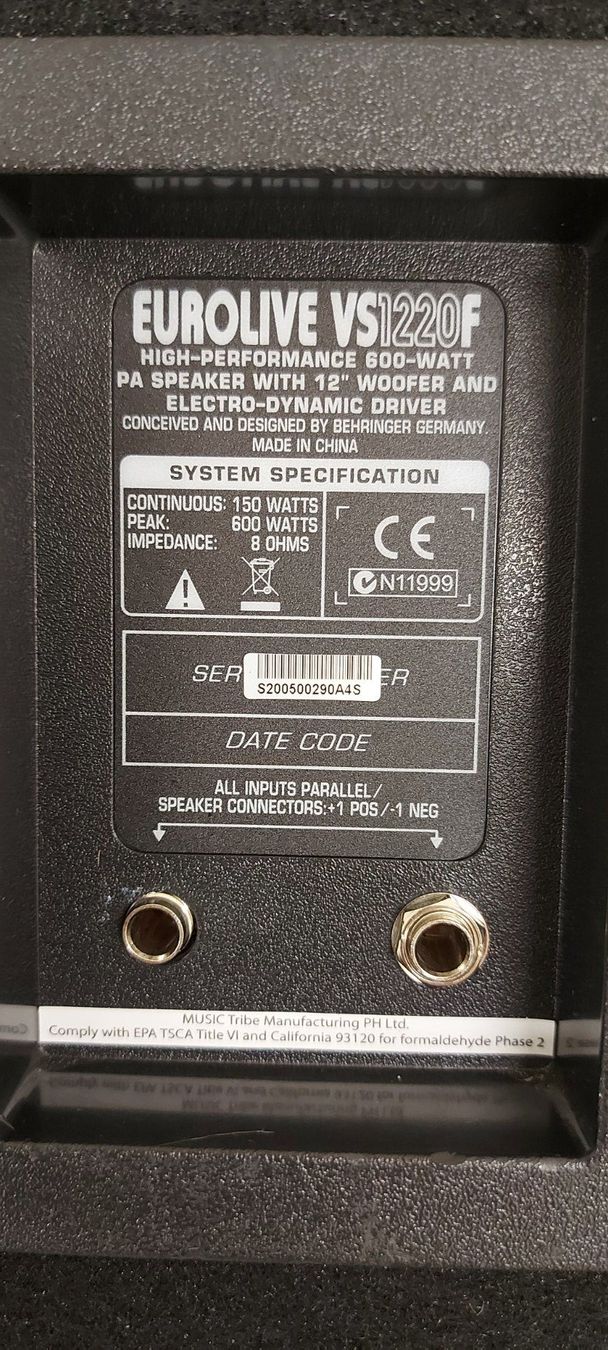 EUROLIVE VS1220F
HIGH-PERFORMANCE 600-WATT
PA SPEAKER WITH 12" WOOFER AND
ELECTRO-DYNAMIC DRIVER
CONCEIVED AND DESIGNED BY BEHRINGER GERMANY.
MADE IN CHINA
SYSTEM SPECIFICATION
CONTINUOUS: 150 WATTS
PEAK: 600 WATTS
IMPEDANCE: 8 OHMS
CE
N11999
SER ER
S200500290A4S
DATE CODE
ALL INPUTS PARALLEL/
SPEAKER CONNECTORS:+1 POS/-1 NEG
MUSIC Tribe Manufacturing PH Ltd.
Comply with EPA TSCA Title VI and California 93120 for formaldehyde Phase 2